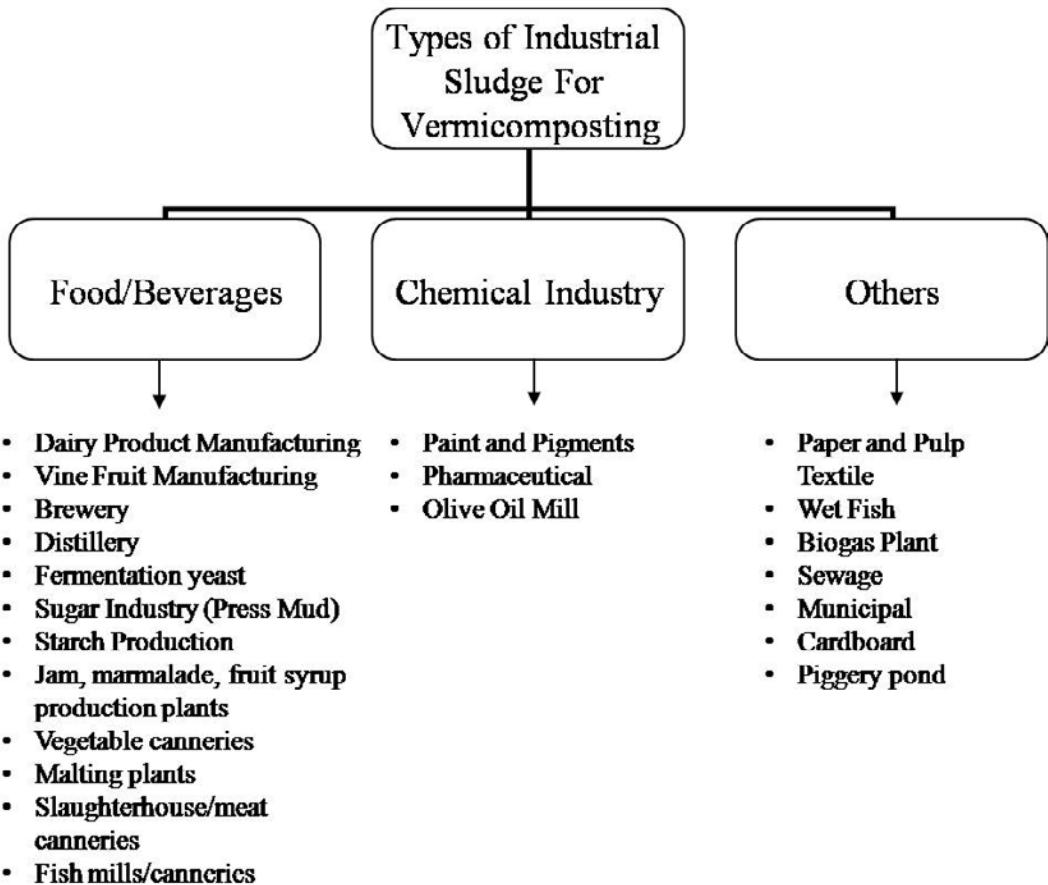 Types of Industrial
Sludge For
Vermicomposting
Food/Beverages
Chemical Industry
Others
• Dairy Product Manufacturing
• Vine Fruit Manufacturing
• Brewery
• Distillery
• Fermentation yeast
• Sugar Industry (Press Mud)
• Starch Production
• Jam, marmalade, fruit syrup
production plants
• Vegetable canneries
• Malting plants
• Slaughterhouse/meat
canneries
• Fish mills/canneries
• Paint and Pigments
• Pharmaceutical
• Olive Oil Mill
• Paper and Pulp
Textile
• Wet Fish
• Biogas Plant
• Sewage
• Municipal
• Cardboard
• Piggery pond